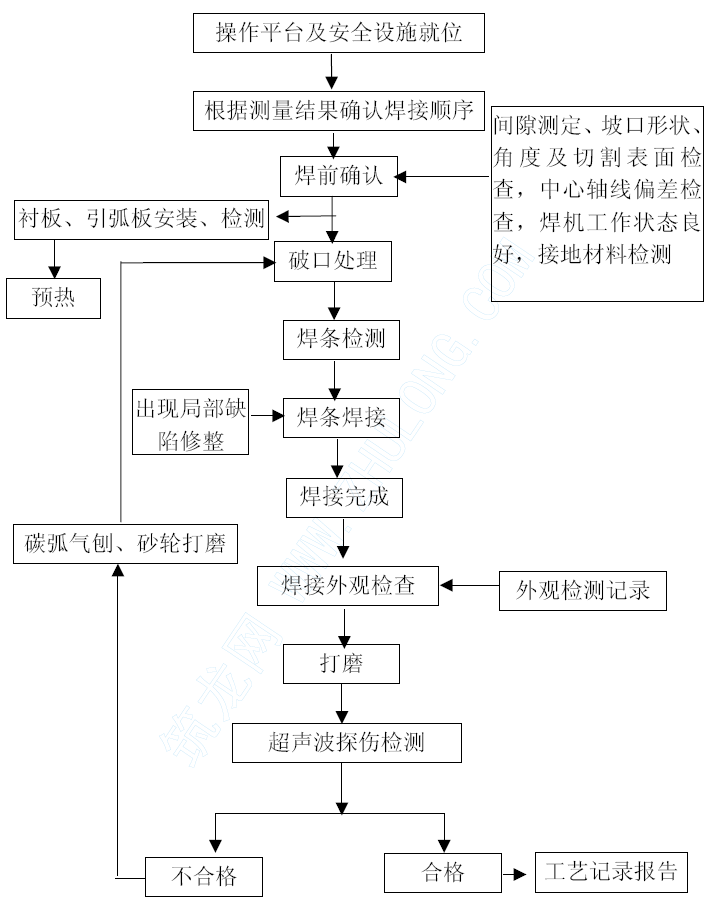 操作平台及安全设施就位
根据测量结果确认焊接顺序
间隙测定、坡口形状、
角度及切割表面检
查，中心轴线偏差检
查，焊机工作状态良
好，接地材料检测
焊前确认
衬板、引弧板安装、检测
破口处理
预热
焊条检测
出现局部缺
陷修整
焊条焊接
焊接完成
碳弧气刨、砂轮打磨
焊接外观检查
外观检测记录
打磨
超声波探伤检测
不合格
合格
工艺记录报告
筑龙网 WWW.ZHULONG.COM